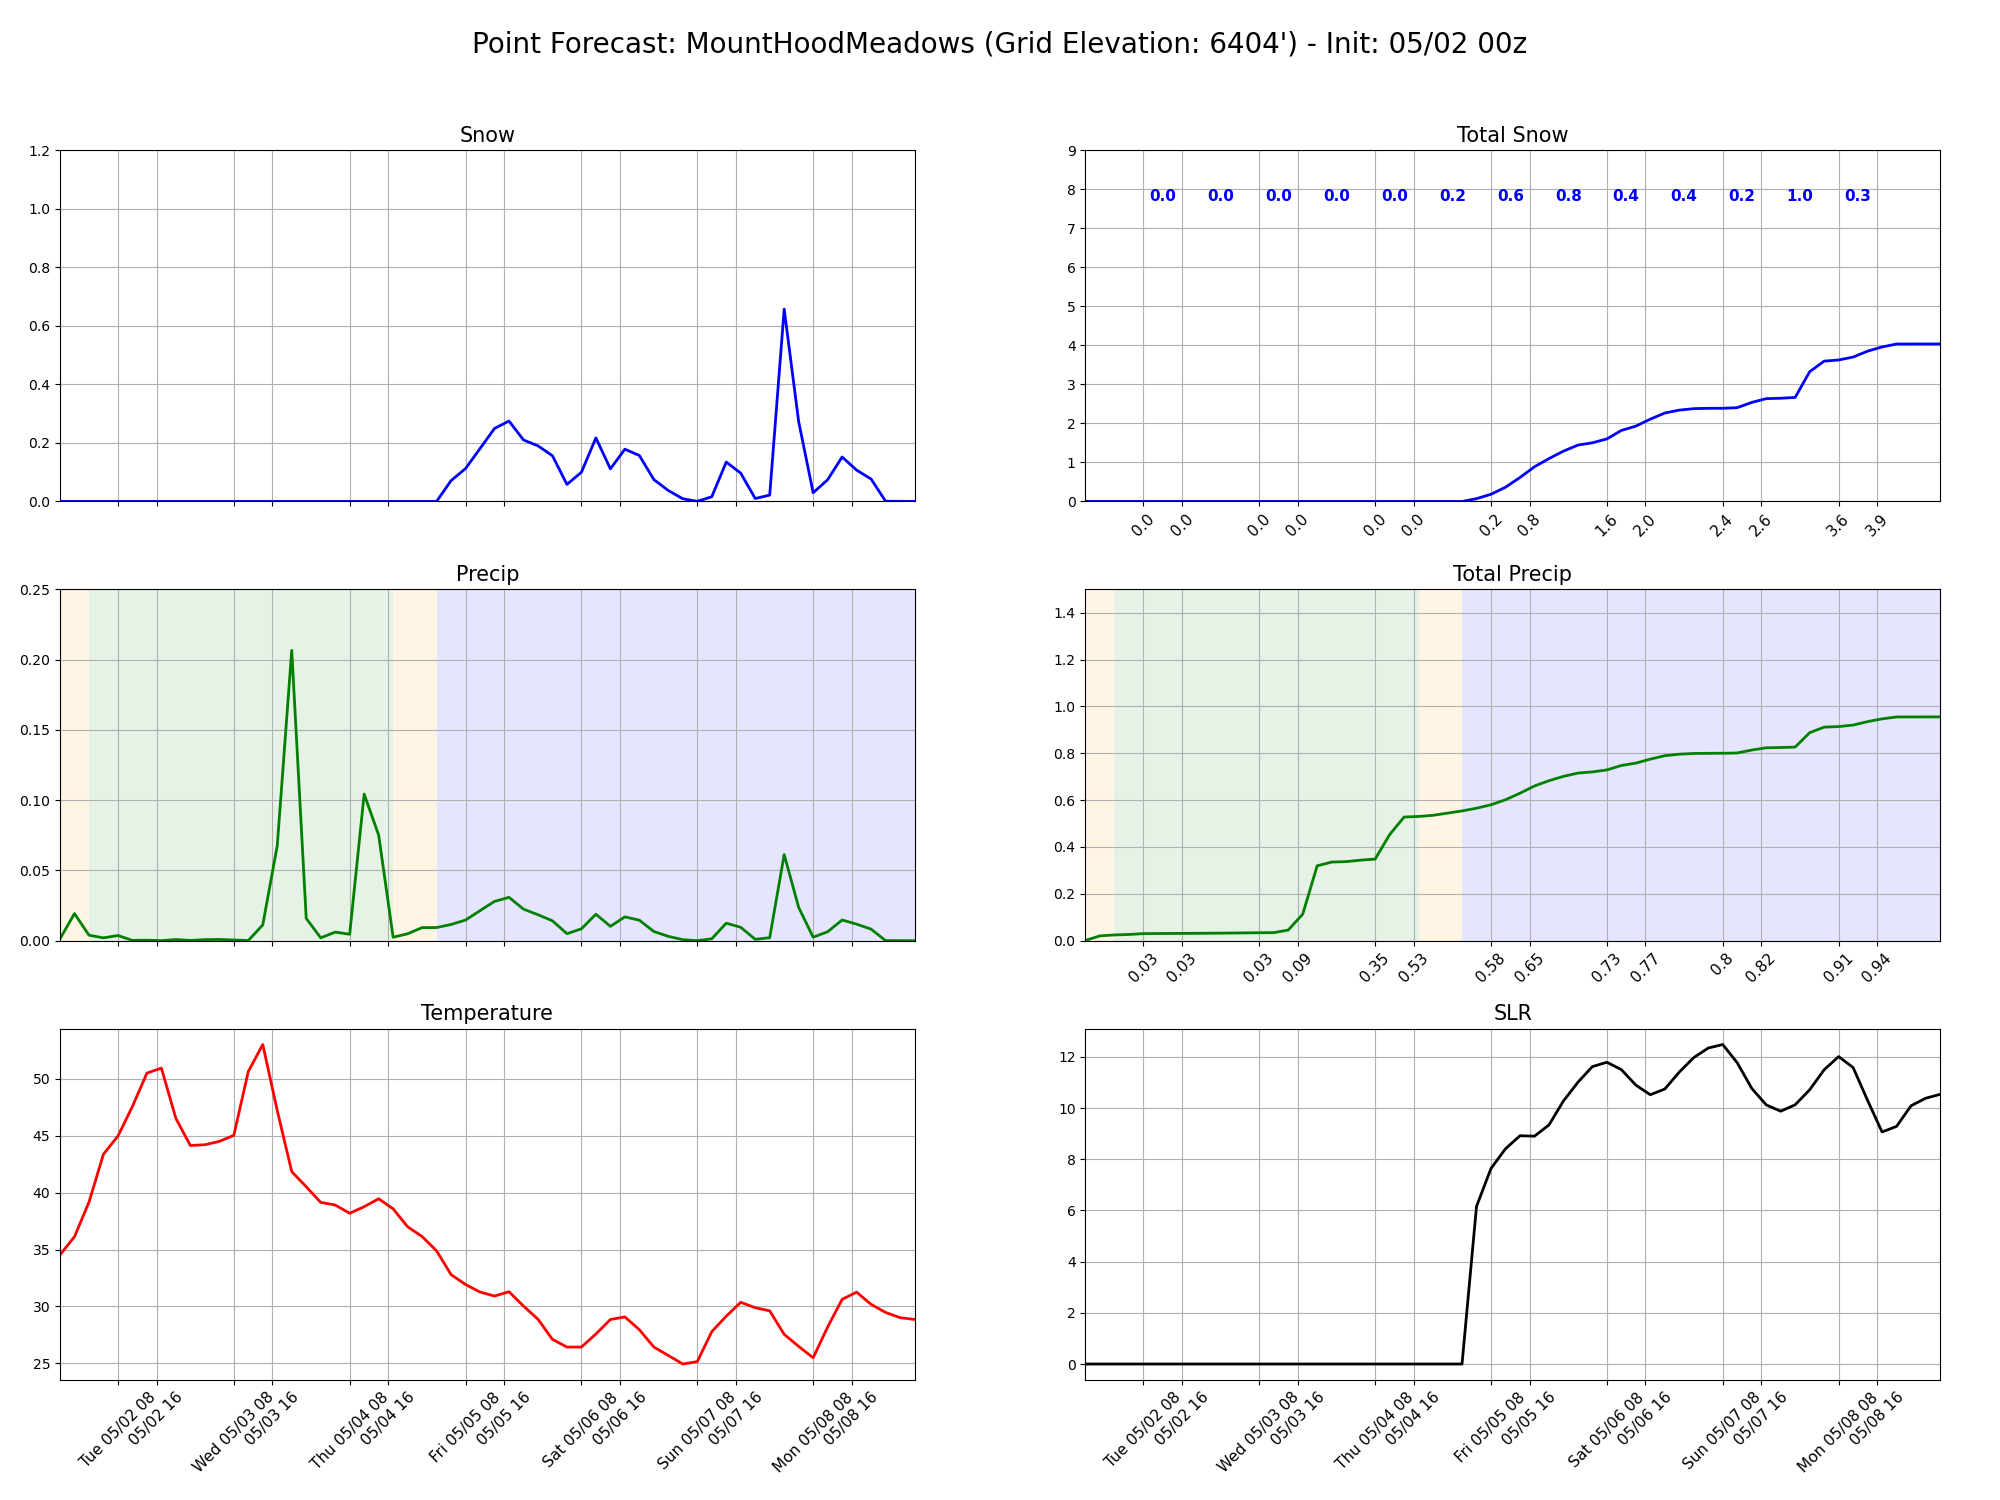 Point Forecast: MountHoodMeadows (Grid Elevation: 6404') - Init: 05/02 00z
Snow
1.2
1.0
0.8
0.6
0.4
0.2
0.0
Total Snow
9
8
7
6
5
4
3
2
1
0
0.0 0.0 0.0 0.0 0.0 0.2 0.6 0.8 0.4 0.4 0.2 1.0 0.3
0.0 0.0 0.0 0.0 0.0 0.0 0.2 0.8 1.6 2.0 2.4 2.6 3.6 3.9
Precip
0.25
0.20
0.15
0.10
0.05
0.00
Total Precip
1.4
1.2
1.0
0.8
0.6
0.4
0.2
0.0
0.03 0.03 0.03 0.09 0.35 0.53 0.58 0.65 0.73 0.77 0.8 0.82 0.91 0.94
Temperature
50
45
40
35
30
25
Tue 05/02 08
05/02 16
Wed 05/03 08
05/03 16
Thu 05/04 08
05/04 16
Fri 05/05 08
05/05 16
Sat 05/06 08
05/06 16
Sun 05/07 08
05/07 16
Mon 05/08 08
05/08 16
SLR
12
10
8
6
4
2
0
Tue 05/02 08
05/02 16
Wed 05/03 08
05/03 16
Thu 05/04 08
05/04 16
Fri 05/05 08
05/05 16
Sat 05/06 08
05/06 16
Sun 05/07 08
05/07 16
Mon 05/08 08
05/08 16